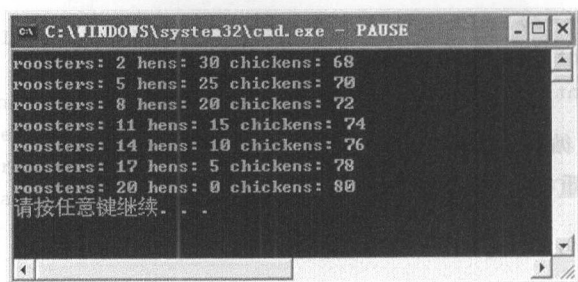 C:\WINDOWS\system32\cmd.exe - PAUSE
roosters: 2 hens: 30 chickens: 68
roosters: 5 hens: 25 chickens: 70
roosters: 8 hens: 20 chickens: 72
roosters: 11 hens: 15 chickens: 74
roosters: 14 hens: 10 chickens: 76
roosters: 17 hens: 5 chickens: 78
roosters: 20 hens: 0 chickens: 80
请按任意键继续. . .